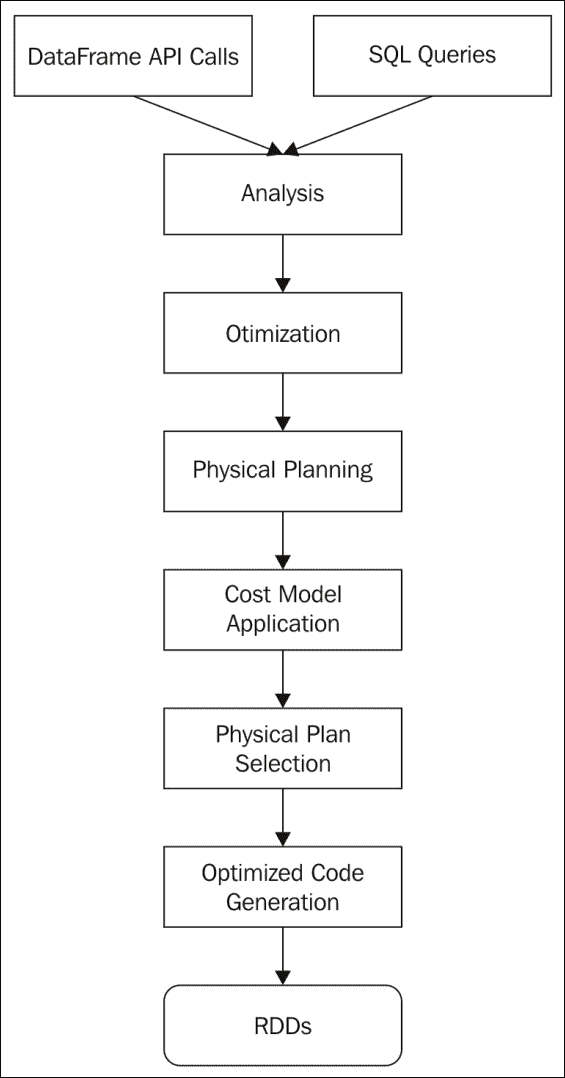 DataFrame API Calls
SQL Queries
Analysis
Otimization
Physical Planning
Cost Model
Application
Physical Plan
Selection
Optimized Code
Generation
RDDs